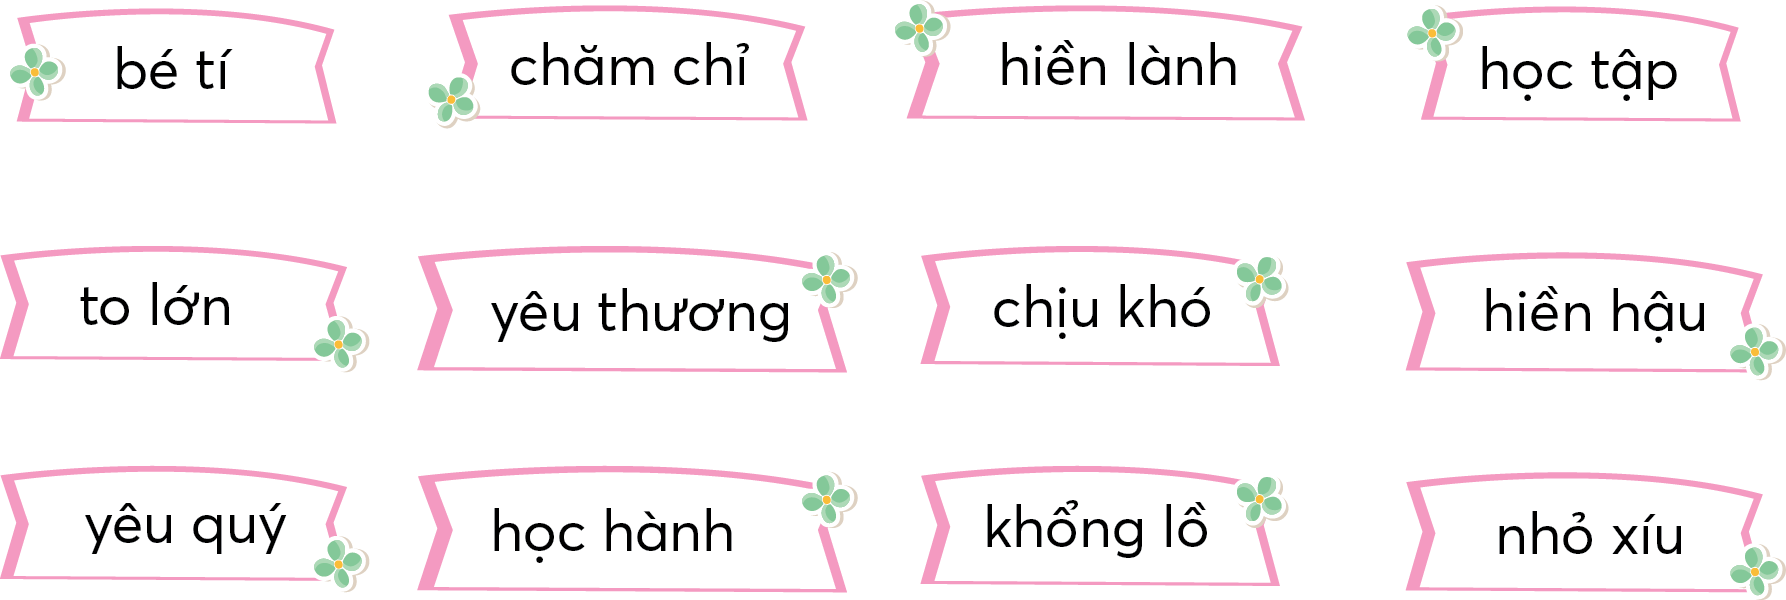 bé tí
chăm chỉ
hiền lành
học tập
to lớn
yêu thương
chịu khó
hiền hậu
yêu quý
học hành
khổng lồ
nhỏ xíu